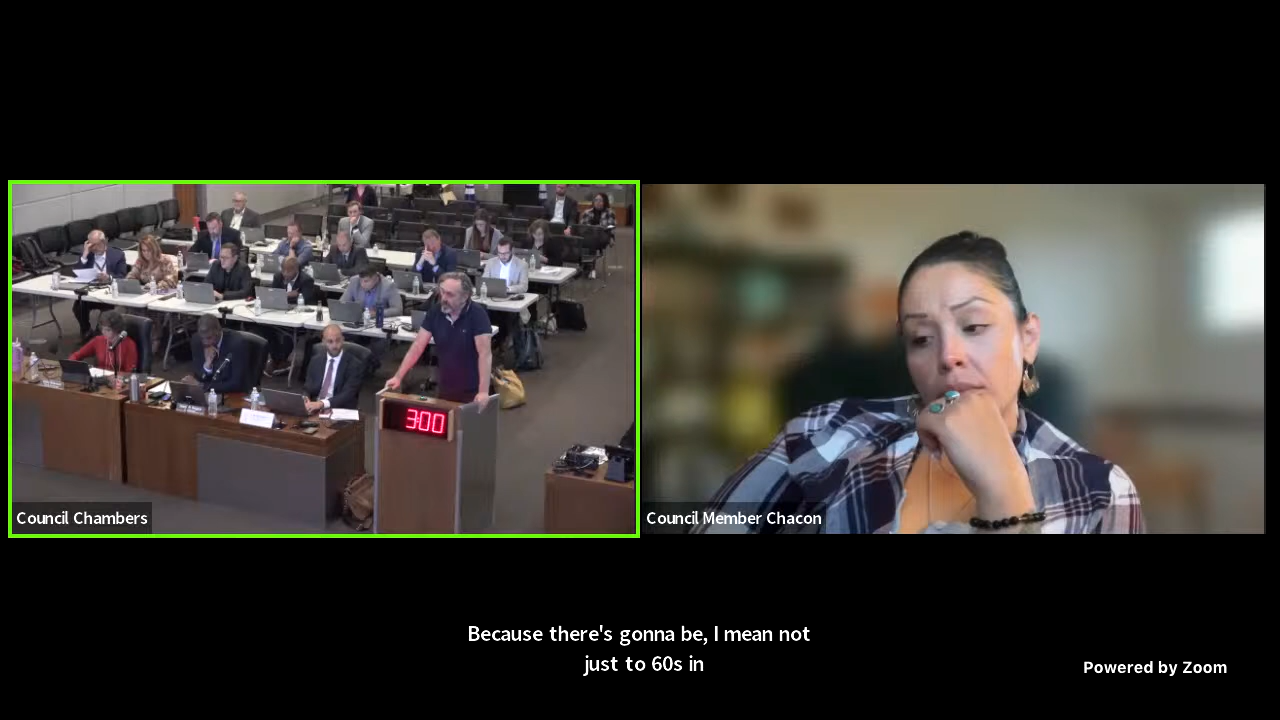 3:00
Council Chambers
Council Member Chacon
Because there's gonna be, I mean not
just to 60s in
Powered by Zoom